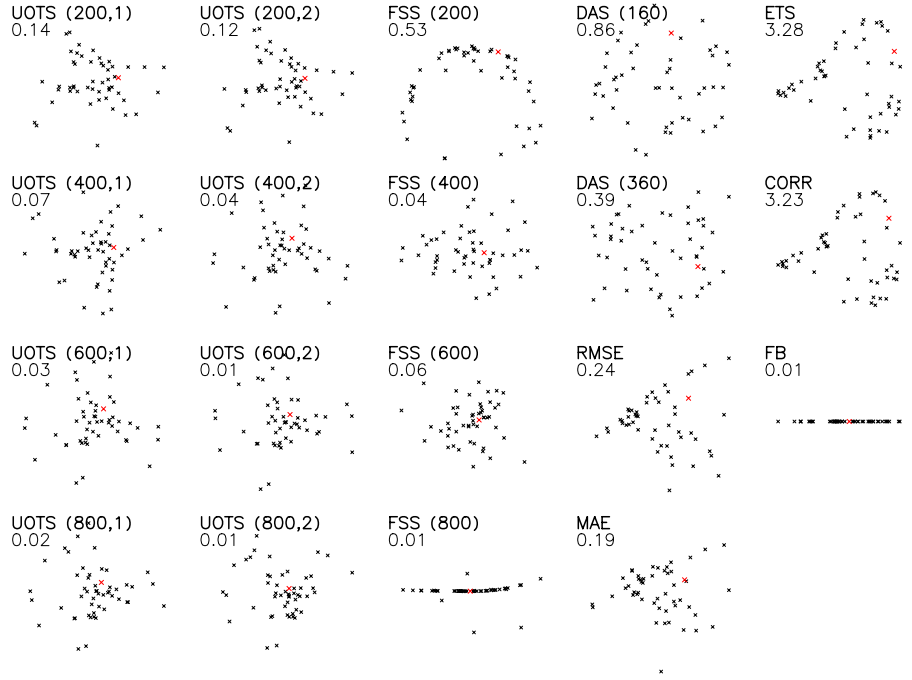 UOTS (200,1)
0.14
UOTS (200,2)
0.12
FSS (200)
0.53
DAS (160)
0.86
ETS
3.28
UOTS (400,1)
0.07
UOTS (400,2)
0.04
FSS (400)
0.04
DAS (360)
0.39
CORR
3.23
UOTS (600,1)
0.03
UOTS (600,2)
0.01
FSS (600)
0.06
RMSE
0.24
FB
0.01
UOTS (800,1)
0.02
UOTS (800,2)
0.01
FSS (800)
0.01
MAE
0.19